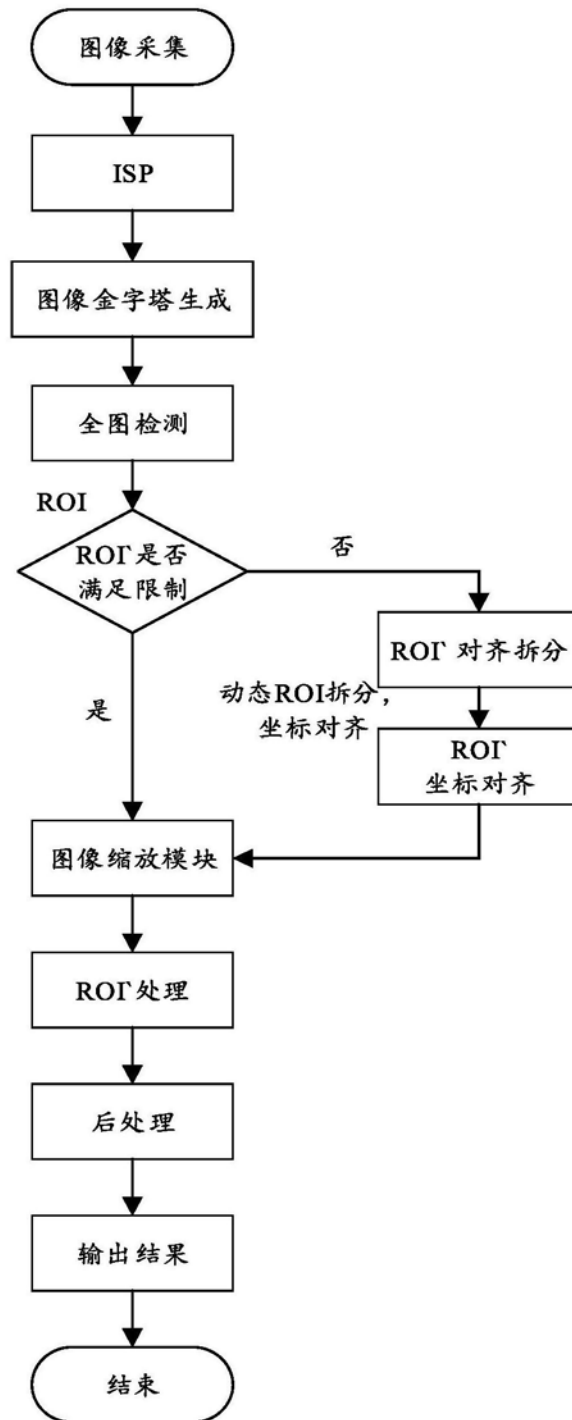 图像采集
ISP
图像金字塔生成
全图检测
ROI
ROI'是否
满足限制
否
是
ROI' 对齐拆分
动态ROI拆分，
坐标对齐
ROI'
坐标对齐
图像缩放模块
ROI'处理
后处理
输出结果
结束